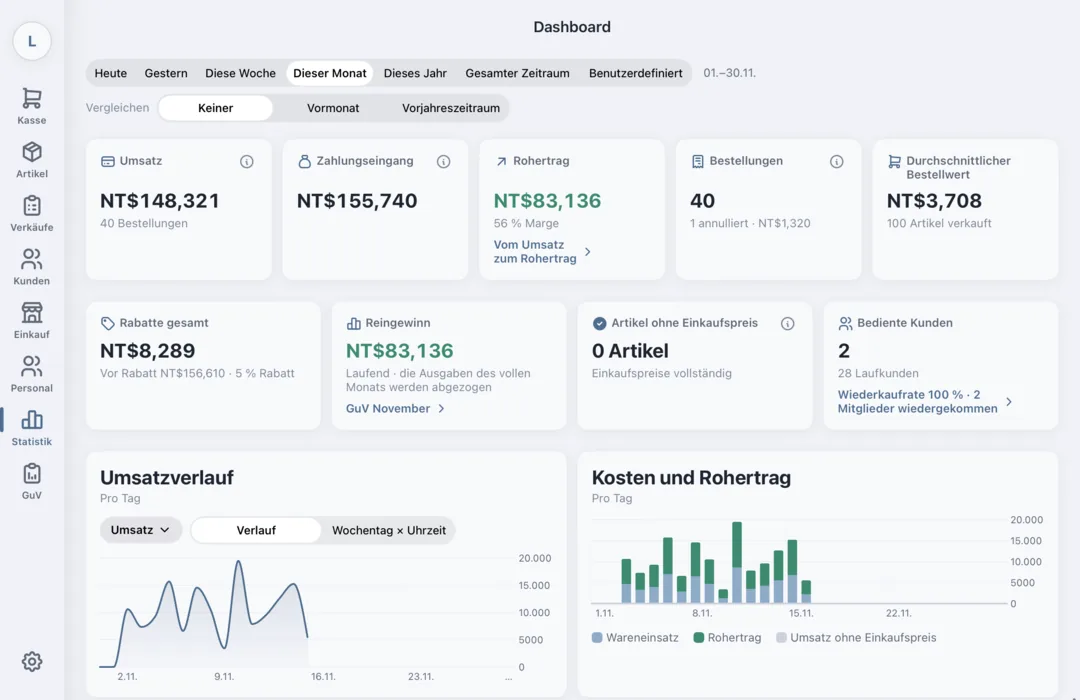 Dashboard
L
Kasse
Artikel
Verkäufe
Kunden
Einkauf
Personal
Statistik
GuV
Heute Gestern Diese Woche Dieser Monat Dieses Jahr Gesamter Zeitraum Benutzerdefiniert 01.–30.11.
Vergleichen Keiner Vormonat Vorjahreszeitraum
Umsatz
NT$148,321
40 Bestellungen
Zahlungseingang
NT$155,740
Rohertrag
NT$83,136
56 % Marge
Vom Umsatz
zum Rohertrag
Bestellungen
40
1 annulliert · NT$1,320
Durchschnittlicher
Bestellwert
NT$3,708
100 Artikel verkauft
Rabatte gesamt
NT$8,289
Vor Rabatt NT$156,610 · 5 % Rabatt
Reingewinn
NT$83,136
Laufend · die Ausgaben des vollen
Monats werden abgezogen
GuV November
Artikel ohne Einkaufspreis
0 Artikel
Einkaufspreise vollständig
Bediente Kunden
2
28 Laufkunden
Wiederkaufrate 100 % · 2
Mitglieder wiedergekommen
Umsatzverlauf
Pro Tag
Umsatz Verlauf Wochentag × Uhrzeit
20.000
15.000
10.000
5000
0
2.11. 9.11. 16.11. 23.11. ...
Kosten und Rohertrag
Pro Tag
20.000
15.000
10.000
5000
0
1.11. 8.11. 15.11. 22.11.
Wareneinsatz Rohertrag Umsatz ohne Einkaufspreis